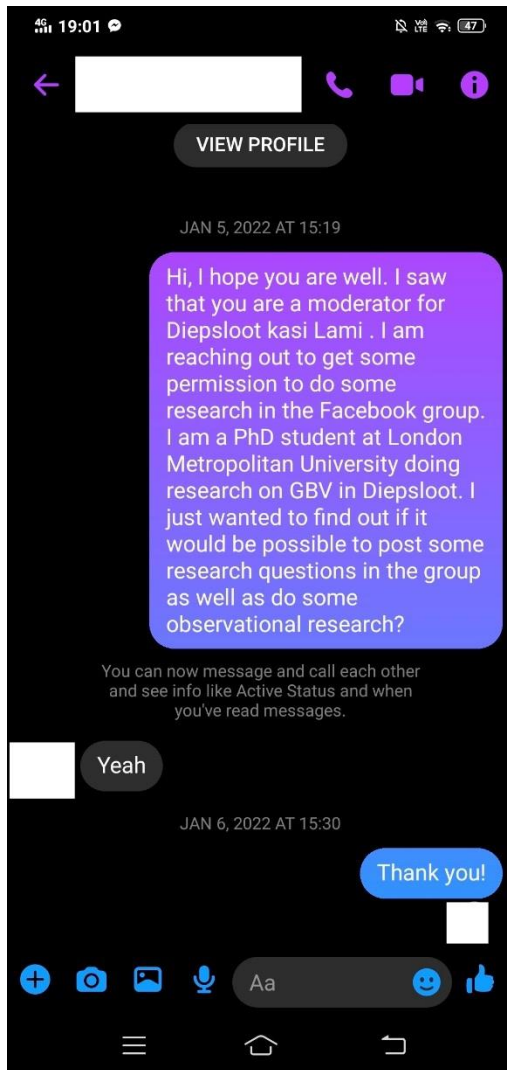 4G 19:01
Vo) LTE 47
VIEW PROFILE
JAN 5, 2022 AT 15:19
Hi, I hope you are well. I saw
that you are a moderator for
Diepsloot kasi Lami . I am
reaching out to get some
permission to do some
research in the Facebook group.
I am a PhD student at London
Metropolitan University doing
research on GBV in Diepsloot. I
just wanted to find out if it
would be possible to post some
research questions in the group
as well as do some
observational research?
You can now message and call each other
and see info like Active Status and when
you've read messages.
Yeah
JAN 6, 2022 AT 15:30
Thank you!
Aa